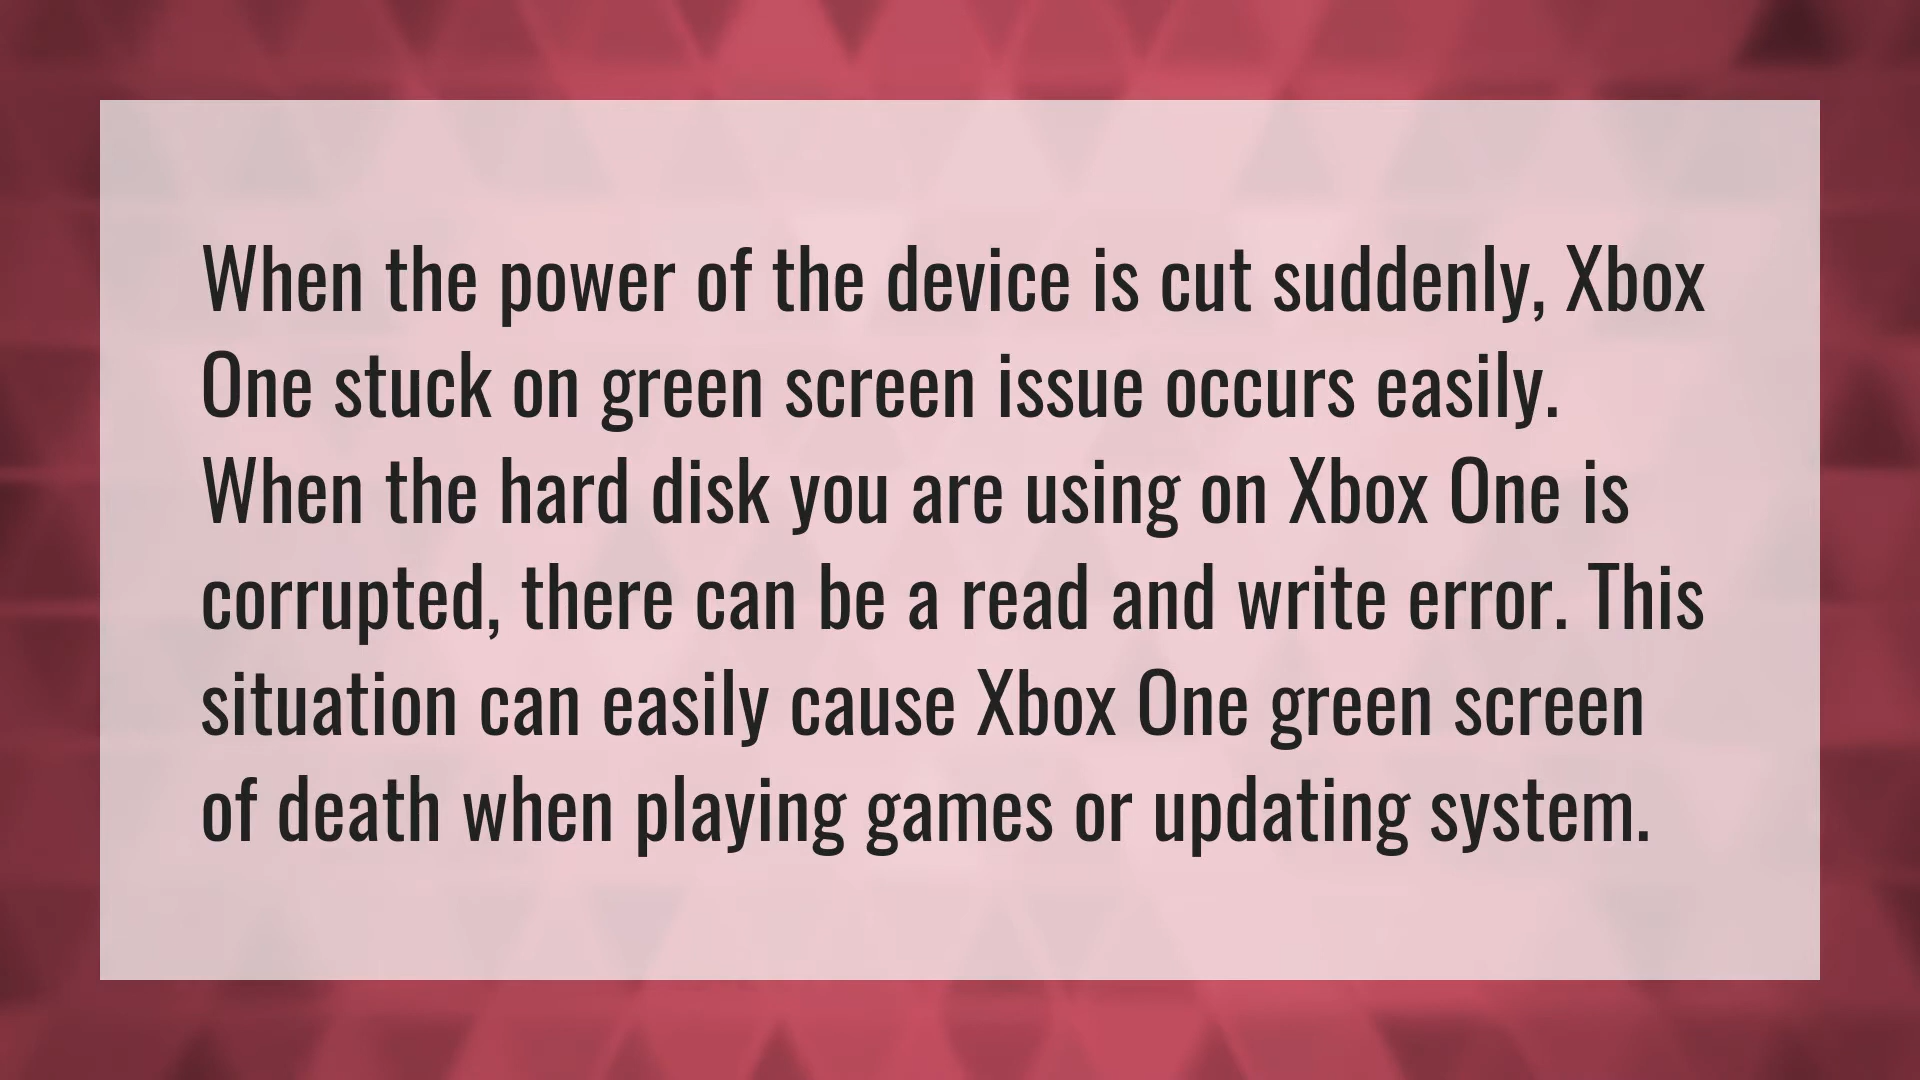 When the power of the device is cut suddenly, Xbox
One stuck on green screen issue occurs easily.
When the hard disk you are using on Xbox One is
corrupted, there can be a read and write error. This
situation can easily cause Xbox One green screen
of death when playing games or updating system.